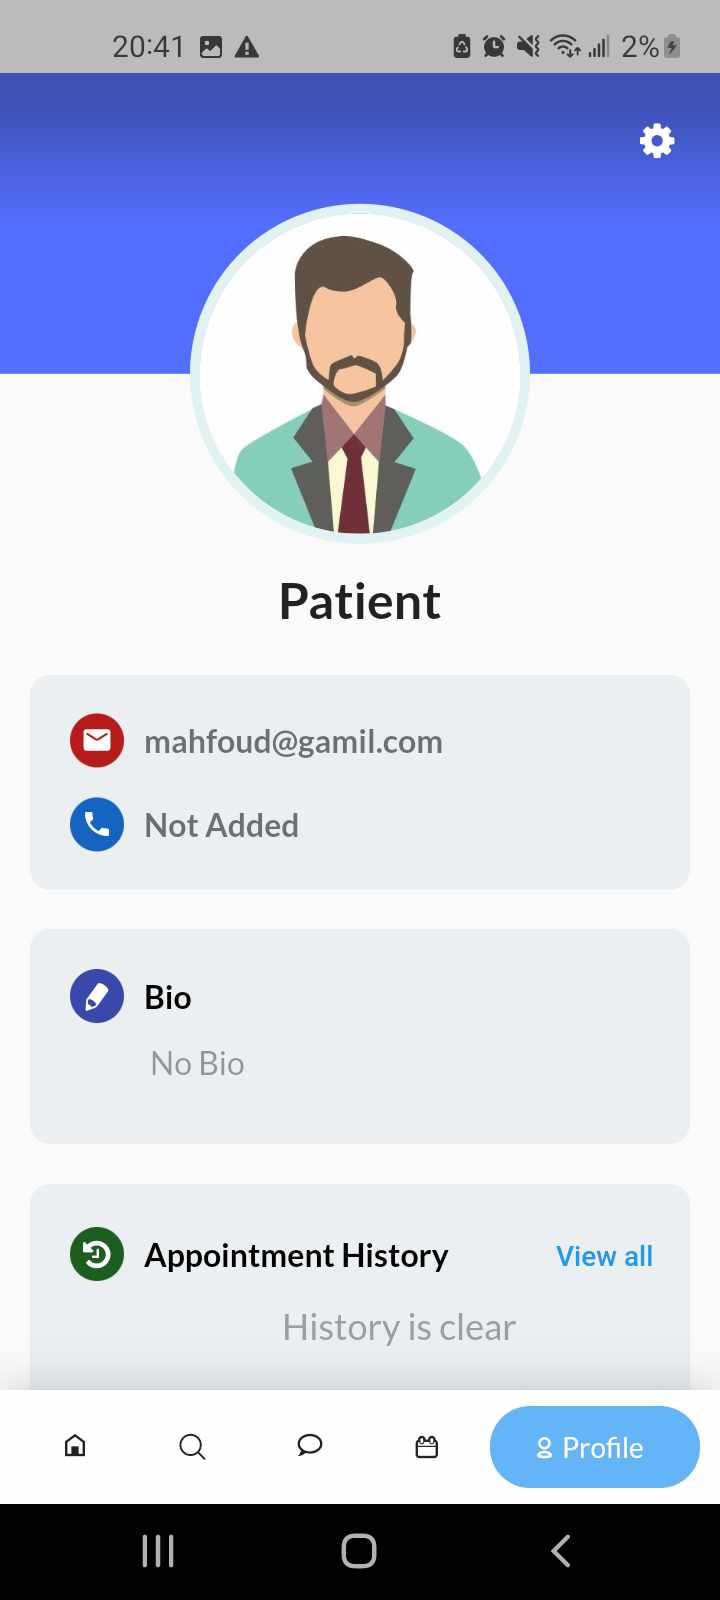 20:41
2%
Patient
mahfoud@gamil.com
Not Added
Bio
No Bio
Appointment History View all
History is clear
Profile